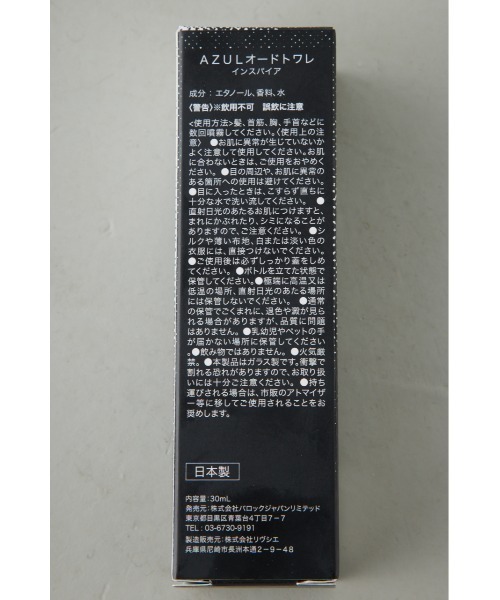 AZULオードトワレ
インスパイア
成分：エタノール、香料、水
《警告》※飲用不可　誤飲に注意
<使用方法>髪、首筋、胸、手首などに
数回噴霧してください。〈使用上の注
意〉 ●お肌に異常が生じていないか
よく注意して使用してください。お肌
に合わないときは、ご使用をおやめく
ださい。 ●目の周辺や、お肌に異常の
ある箇所への使用は避けてください。
●目に入ったときは、こすらず直ちに
十分な水で洗い流してください。 ●
直射日光のあたるお肌につけますと、
まれにかぶれたり、シミになることが
ありますので、ご注意ください。 ●シ
ルクや薄い布地、白または淡い色の
衣服には、直接つけないでください。
●ご使用後は必ずしっかり蓋をしめ
てください。 ●ボトルを立てた状態で
保管してください。●極端に高温又は
低温の場所、直射日光のあたる場所
には保管しないでください。 ●通常
の保存でごくまれに、退色や澱が見ら
れる場合がありますが、品質に問題
はありません。 ●乳幼児やペットの手
が届かない場所に保管してください。
●飲み物ではありません。●火気厳
禁。●本製品はガラス製です。衝撃で
割れる恐れがありますので、お取り扱
いには十分ご注意ください。 ●持ち
運びされる場合は、市販のアトマイザ
ー等に移してご使用されることをお
奨めします。
日本製
内容量：30mL
発売元：株式会社バロックジャパンリミテッド
東京都目黒区青葉台4丁目7−7
TEL：03-6730-9191
製造販売元：株式会社リヴシエ
兵庫県尼崎市長洲本通2−9−48